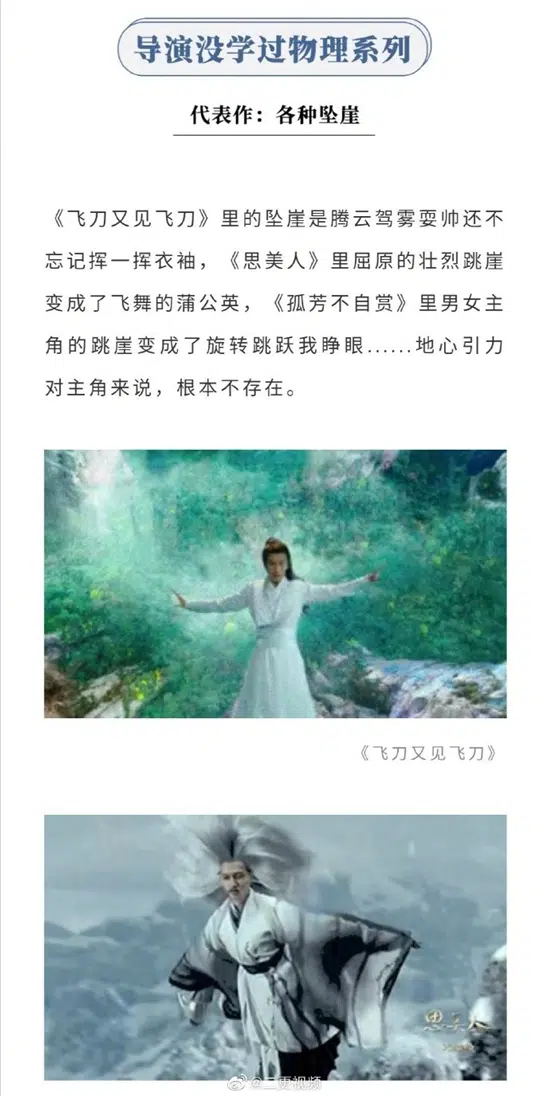 导演没学过物理系列
代表作：各种坠崖
《飞刀又见飞刀》里的坠崖是腾云驾雾耍帅还不
忘记挥一挥衣袖，《思美人》里屈原的壮烈跳崖
变成了飞舞的蒲公英，《孤芳不自赏》里男女主
角的跳崖变成了旋转跳跃我睁眼……地心引力
对主角来说，根本不存在。
《飞刀又见飞刀》
思美人
@二更视频